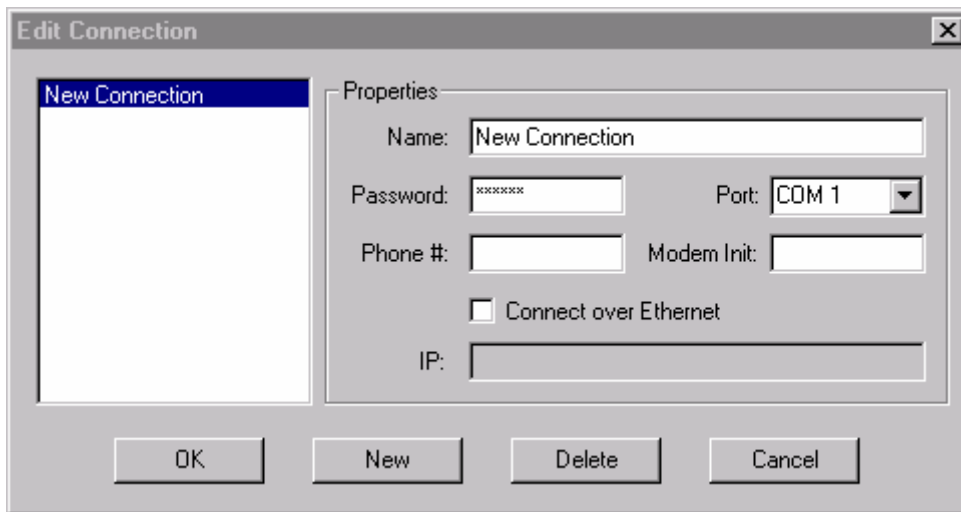 Edit Connection
New Connection
Properties
Name: New Connection
Password: ****** Port: COM 1
Phone #: Modem Init:
Connect over Ethernet
IP:
OK New Delete Cancel